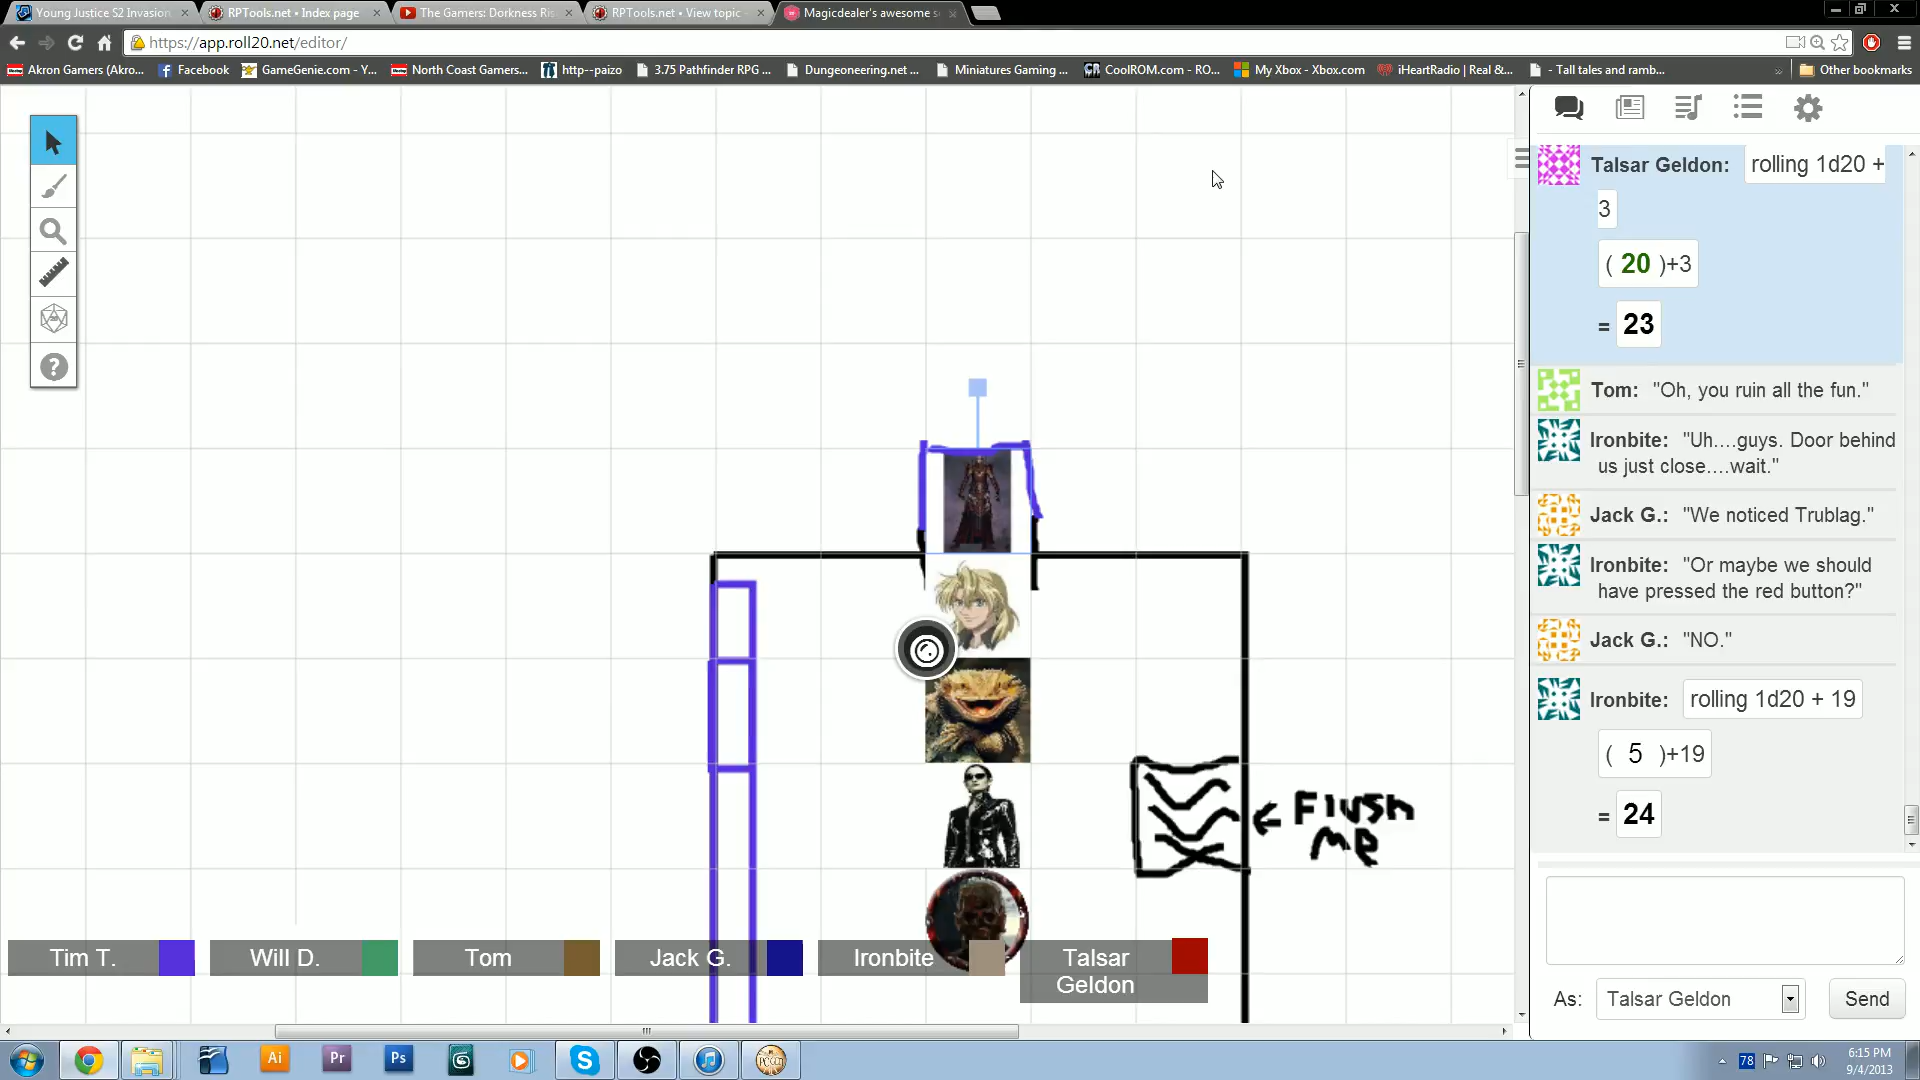 Young Justice S2 Invasion
RPTools.net • Index page
The Gamers: Dorkness Ris
RPTools.net • View topic
Magicdealer's awesome s
https://app.roll20.net/editor/
Akron Gamers (Akro...
Facebook
GameGenie.com - Y...
North Coast Gamers...
http--paizo
3.75 Pathfinder RPG ...
Dungeoneering.net ...
Miniatures Gaming ...
CoolROM.com - RO...
My Xbox - Xbox.com
iHeartRadio | Real &...
- Tall tales and ramb...
»
Other bookmarks
Talsar Geldon: rolling 1d20 +
3
( 20 )+3
= 23
Tom: "Oh, you ruin all the fun."
Ironbite: "Uh....guys. Door behind
us just close....wait."
Jack G.: "We noticed Trublag."
Ironbite: "Or maybe we should
have pressed the red button?"
Jack G.: "NO."
Ironbite: rolling 1d20 + 19
( 5 )+19
= 24
← Flush
me
Tim T.
Will D.
Tom
Jack G.
Ironbite
Talsar
Geldon
As: Talsar Geldon
Send
Ai
Pr
Ps
78
6:15 PM
9/4/2013